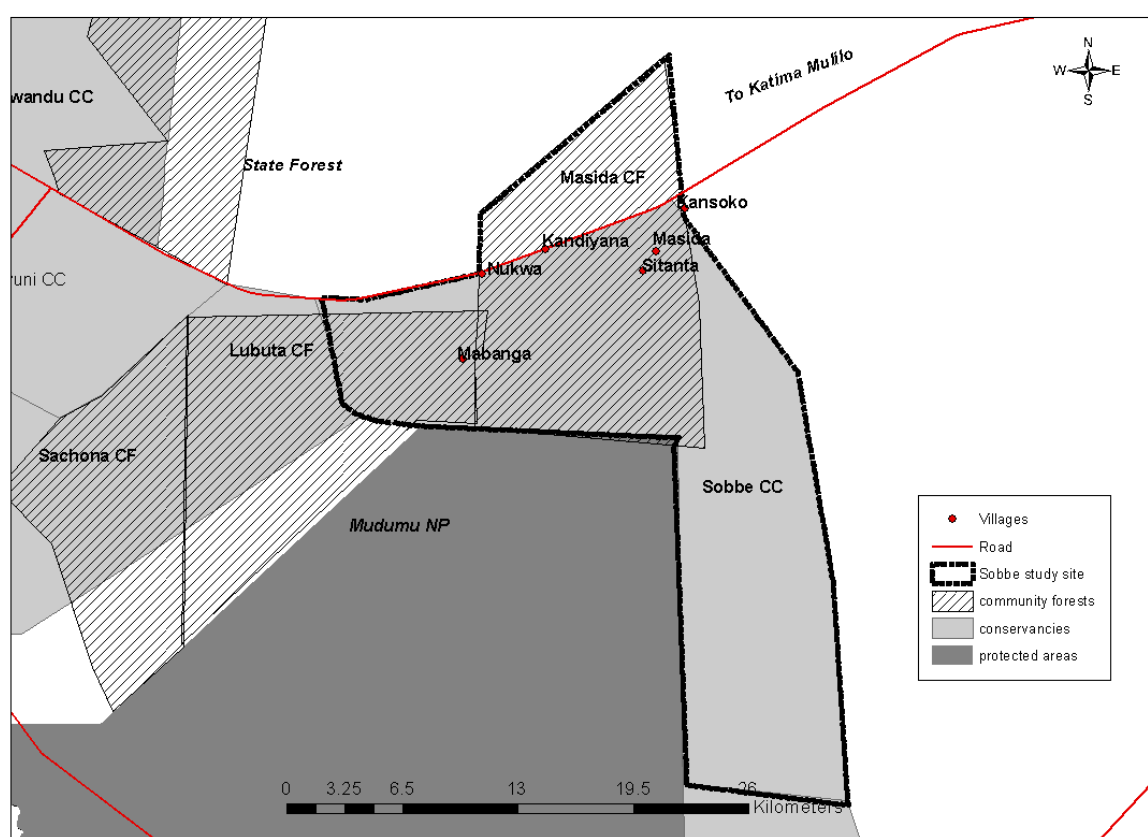 N
W E
S
To Katima Mulilo
wandu CC
State Forest
Masida CF
Kansoko
Kandiyana
Masida
Nukwa
Sitanta
runi CC
Lubuta CF
Mabanga
Sachona CF
Sobbe CC
Mudumu NP
Villages
Road
Sobbe study site
community forests
conservancies
protected areas
0 3.25 6.5 13 19.5 26
Kilometers